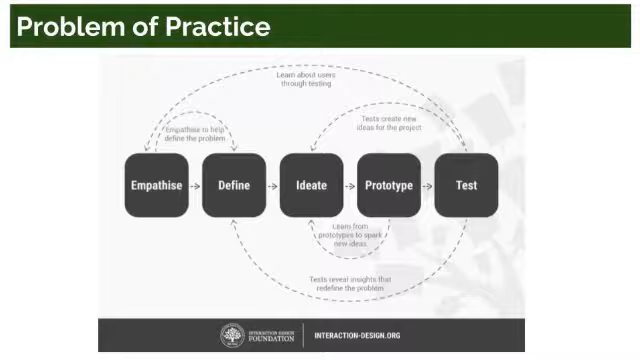 Problem of Practice
Learn about users
through testing
Tests create new
ideas for the project
Empathise to help
define the problem
Empathise
Define
Ideate
Prototype
Test
Learn from
prototypes to spark
new ideas
Tests reveal insights that
redefine the problem
INTERACTION DESIGN
FOUNDATION
INTERACTION-DESIGN.ORG